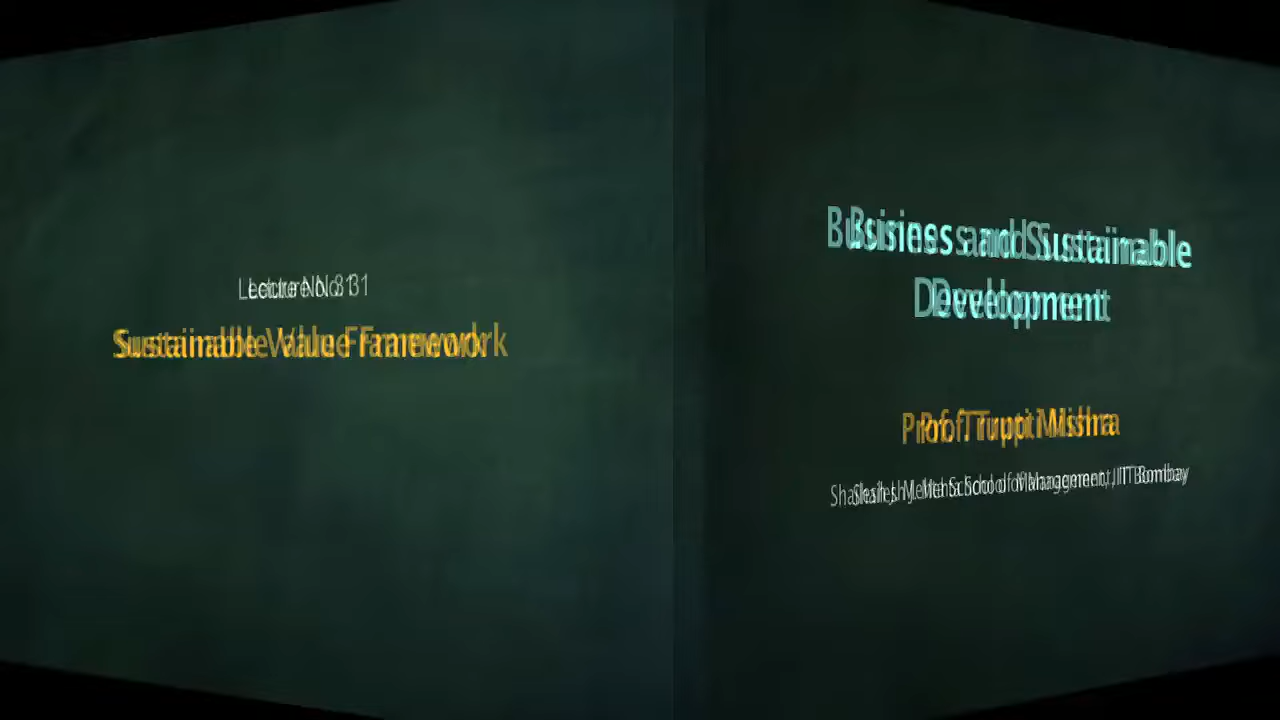 Lecture No. 31
Sustainable Value Framework
Business and Sustainable
Development
Prof. Trupti Mishra
Shailesh J. Mehta School of Management, IIT Bombay